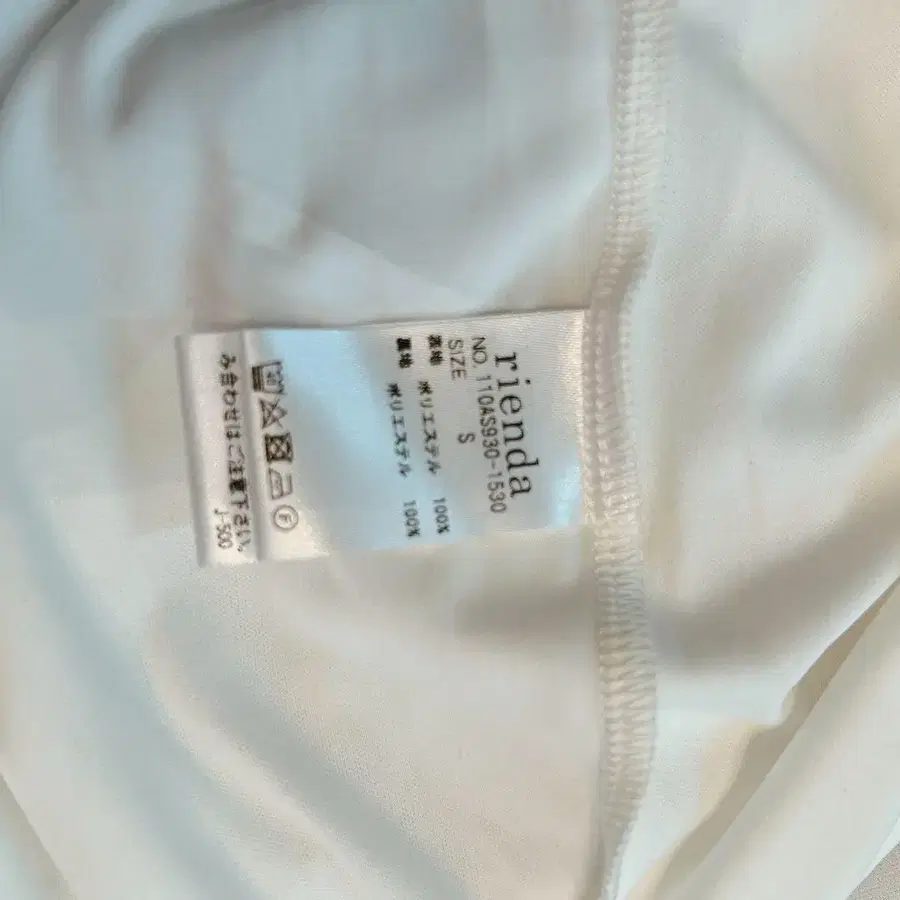 rienda
NO. 110AS930-1530
SIZE S
表地 ポリエステル 100%
裏地 ポリエステル 100%
40
F
み合わせはご注意下さい。
J-500